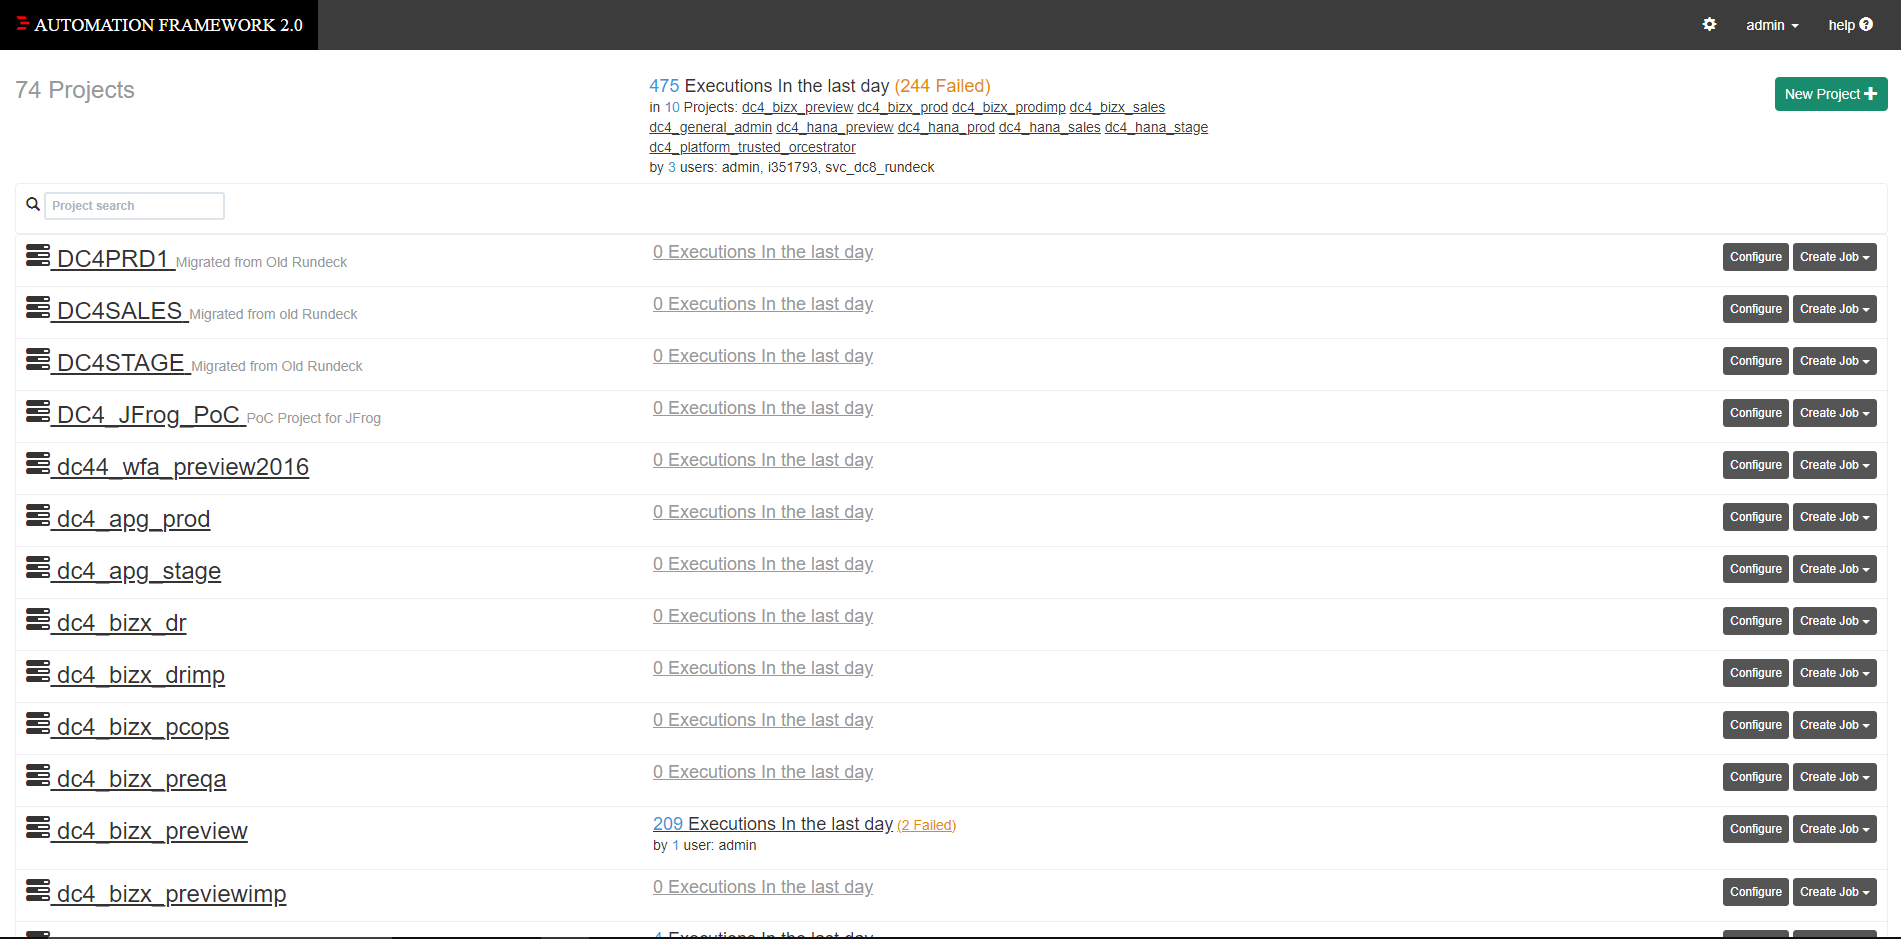 AUTOMATION FRAMEWORK 2.0
admin
help
74 Projects
475 Executions In the last day (244 Failed)
in 10 Projects: dc4_bizx_preview dc4_bizx_prod dc4_bizx_prodimp dc4_bizx_sales
dc4_general_admin dc4_hana_preview dc4_hana_prod dc4_hana_sales dc4_hana_stage
dc4_platform_trusted_orcestrator
by 3 users: admin, i351793, svc_dc8_rundeck
New Project
Project search
DC4PRD1 Migrated from Old Rundeck 0 Executions In the last day Configure Create Job
DC4SALES Migrated from old Rundeck 0 Executions In the last day Configure Create Job
DC4STAGE Migrated from Old Rundeck 0 Executions In the last day Configure Create Job
DC4_JFrog_PoC PoC Project for JFrog 0 Executions In the last day Configure Create Job
dc44_wfa_preview2016 0 Executions In the last day Configure Create Job
dc4_apg_prod 0 Executions In the last day Configure Create Job
dc4_apg_stage 0 Executions In the last day Configure Create Job
dc4_bizx_dr 0 Executions In the last day Configure Create Job
dc4_bizx_drimp 0 Executions In the last day Configure Create Job
dc4_bizx_pcops 0 Executions In the last day Configure Create Job
dc4_bizx_preqa 0 Executions In the last day Configure Create Job
dc4_bizx_preview 209 Executions In the last day (2 Failed) Configure Create Job
by 1 user: admin
dc4_bizx_previewimp 0 Executions In the last day Configure Create Job
4 Executions In the last day